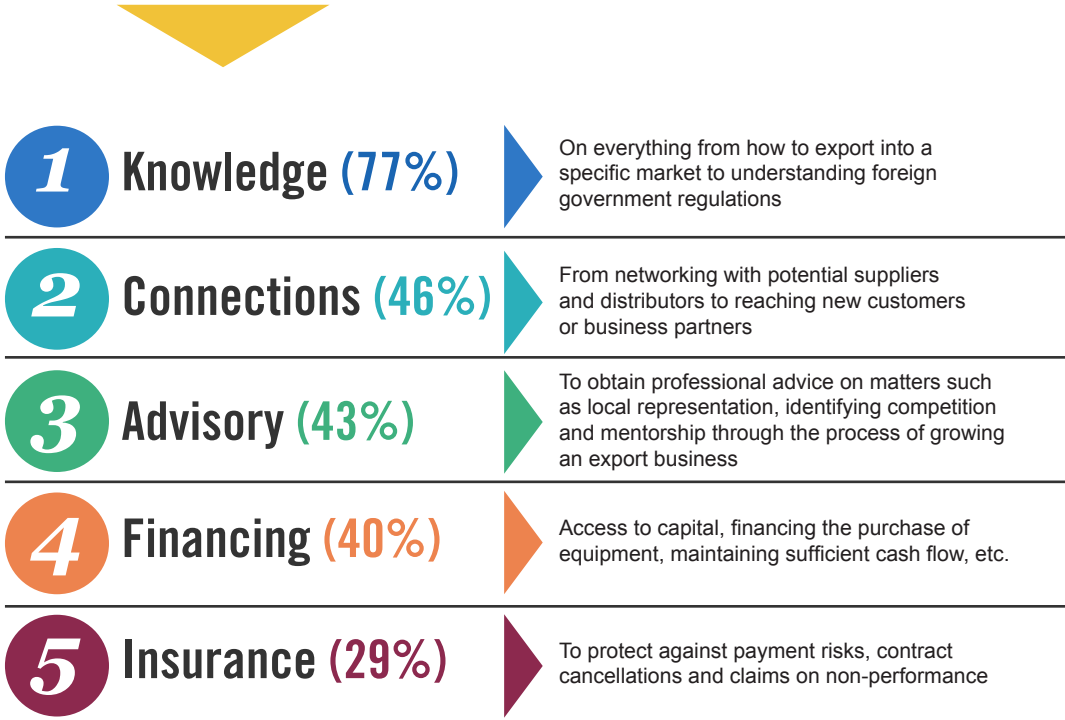 1 Knowledge (77%)
On everything from how to export into a
specific market to understanding foreign
government regulations
2 Connections (46%)
From networking with potential suppliers
and distributors to reaching new customers
or business partners
3 Advisory (43%)
To obtain professional advice on matters such
as local representation, identifying competition
and mentorship through the process of growing
an export business
4 Financing (40%)
Access to capital, financing the purchase of
equipment, maintaining sufficient cash flow, etc.
5 Insurance (29%)
To protect against payment risks, contract
cancellations and claims on non-performance